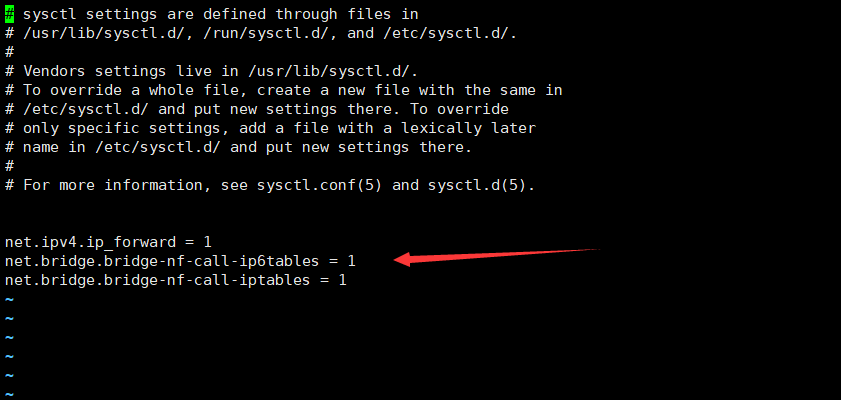 # sysctl settings are defined through files in
# /usr/lib/sysctl.d/, /run/sysctl.d/, and /etc/sysctl.d/.
#
# Vendors settings live in /usr/lib/sysctl.d/.
# To override a whole file, create a new file with the same in
# /etc/sysctl.d/ and put new settings there. To override
# only specific settings, add a file with a lexically later
# name in /etc/sysctl.d/ and put new settings there.
#
# For more information, see sysctl.conf(5) and sysctl.d(5).
net.ipv4.ip_forward = 1
net.bridge.bridge-nf-call-ip6tables = 1
net.bridge.bridge-nf-call-iptables = 1
~
~
~
~
~
~